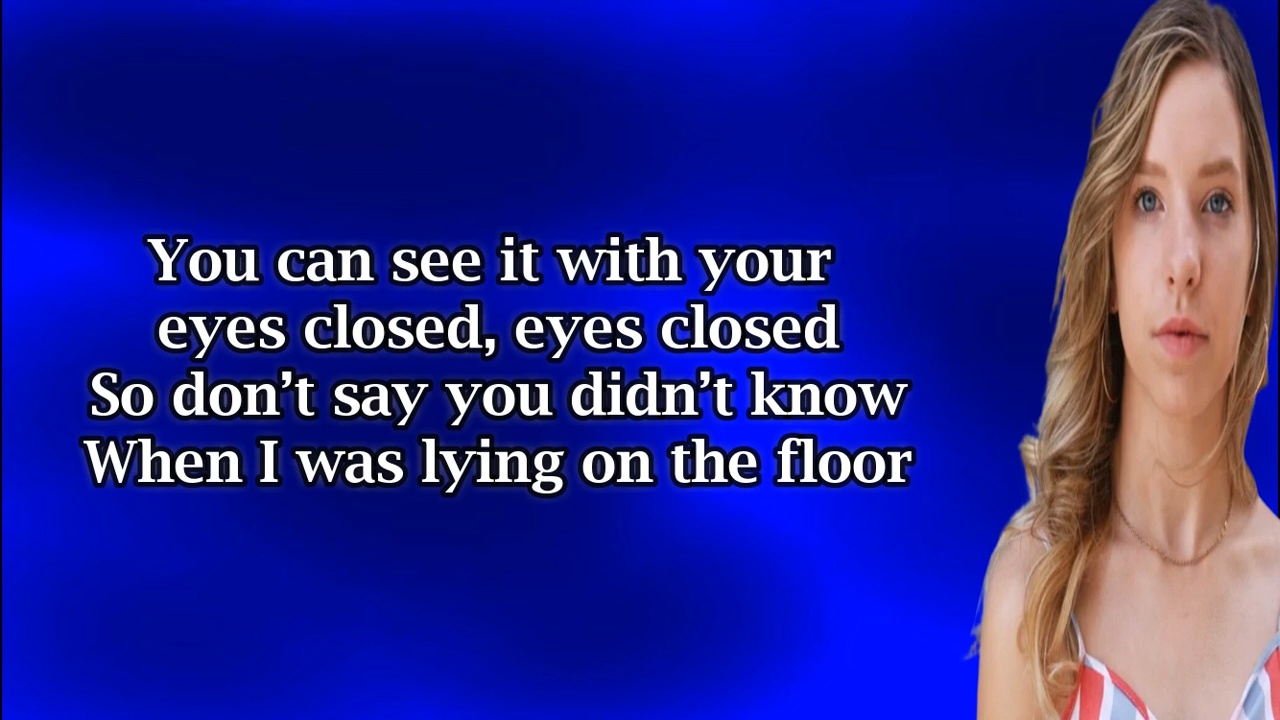 You can see it with your
eyes closed, eyes closed
So don’t say you didn’t know
When I was lying on the floor